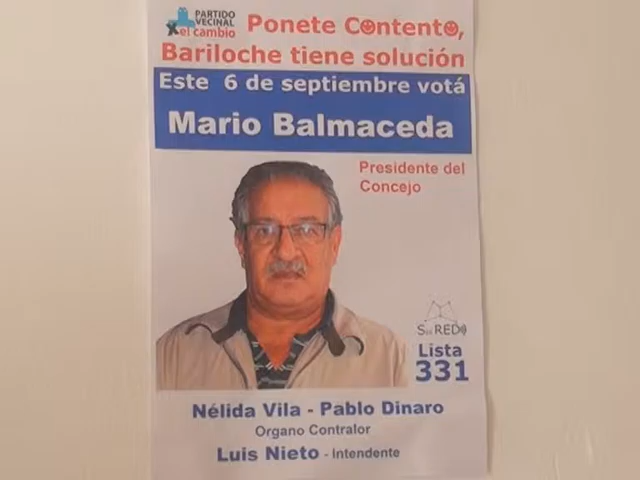 PARTIDO
VECINAL
x el cambio
Ponete Contento,
Bariloche tiene solución
Este 6 de septiembre votá
Mario Balmaceda
Presidente del
Concejo
RED
Lista
331
Nélida Vila - Pablo Dinaro
Organo Contralor
Luis Nieto - Intendente